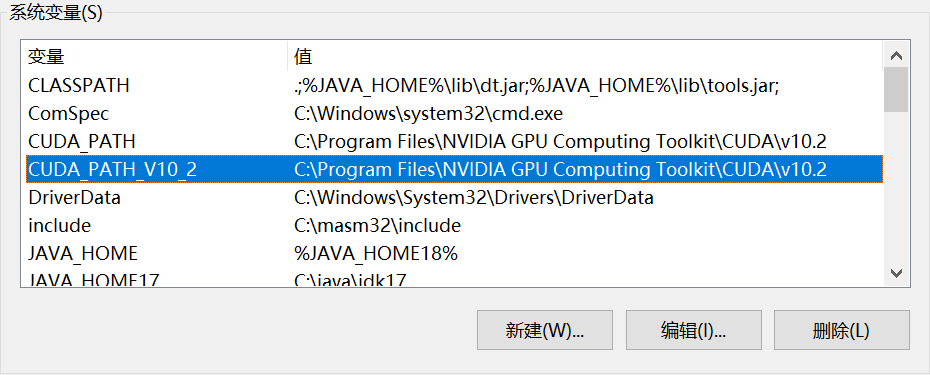 系统变量(S)
变量 值
CLASSPATH .;%JAVA_HOME%\lib\dt.jar;%JAVA_HOME%\lib\tools.jar;
ComSpec C:\Windows\system32\cmd.exe
CUDA_PATH C:\Program Files\NVIDIA GPU Computing Toolkit\CUDA\v10.2
CUDA_PATH_V10_2 C:\Program Files\NVIDIA GPU Computing Toolkit\CUDA\v10.2
DriverData C:\Windows\System32\Drivers\DriverData
include C:\masm32\include
JAVA_HOME %JAVA_HOME18%
JAVA_HOME17 C:\java\jdk17
新建(W)... 编辑(I)... 删除(L)